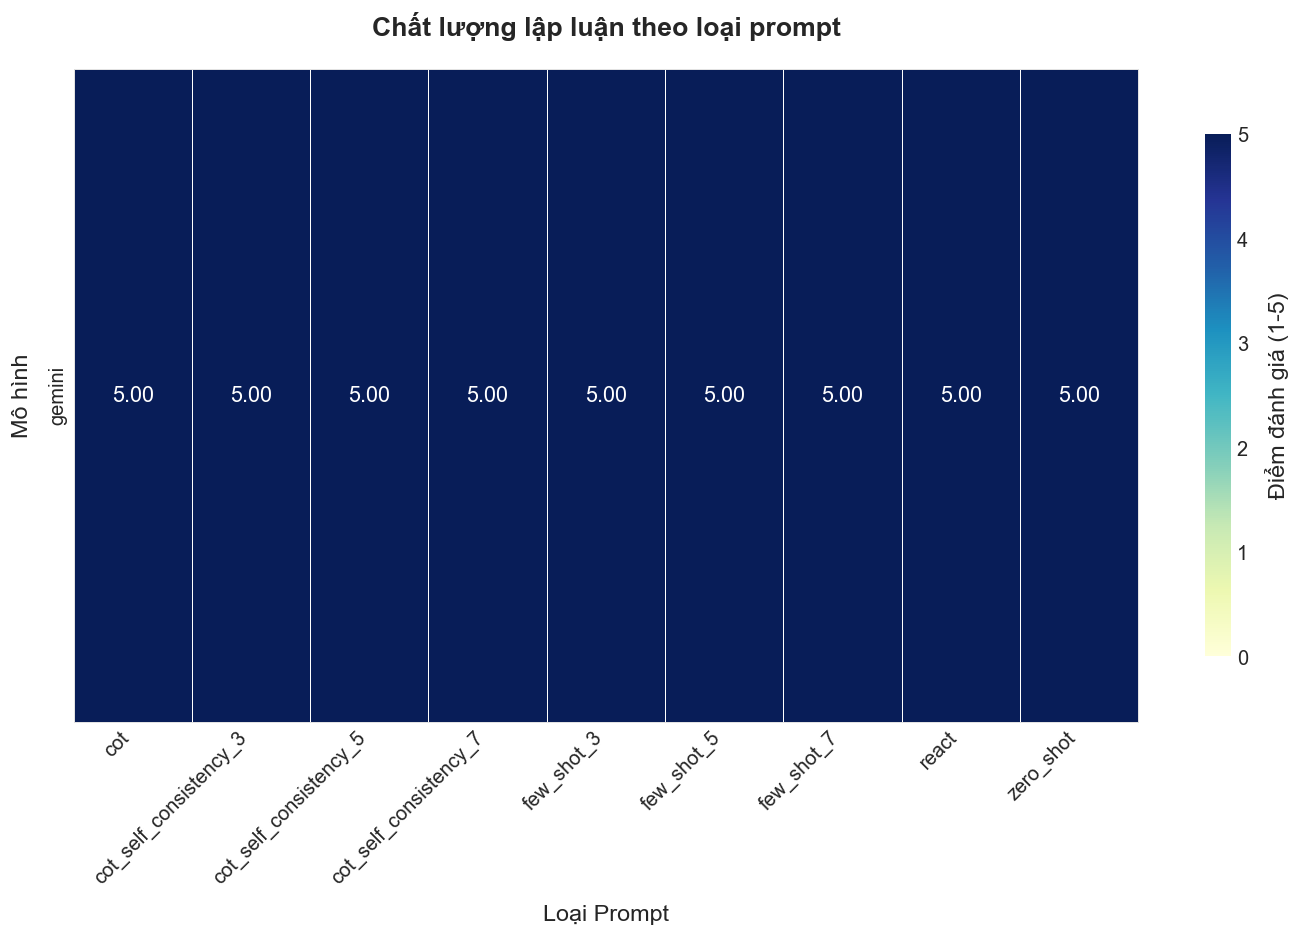 Chất lượng lập luận theo loại prompt
Mô hình
gemini
5.00 5.00 5.00 5.00 5.00 5.00 5.00 5.00 5.00
cot
cot_self_consistency_3
cot_self_consistency_5
cot_self_consistency_7
few_shot_3
few_shot_5
few_shot_7
react
zero_shot
Loại Prompt
5
4
3
2
1
0
Điểm đánh giá (1-5)